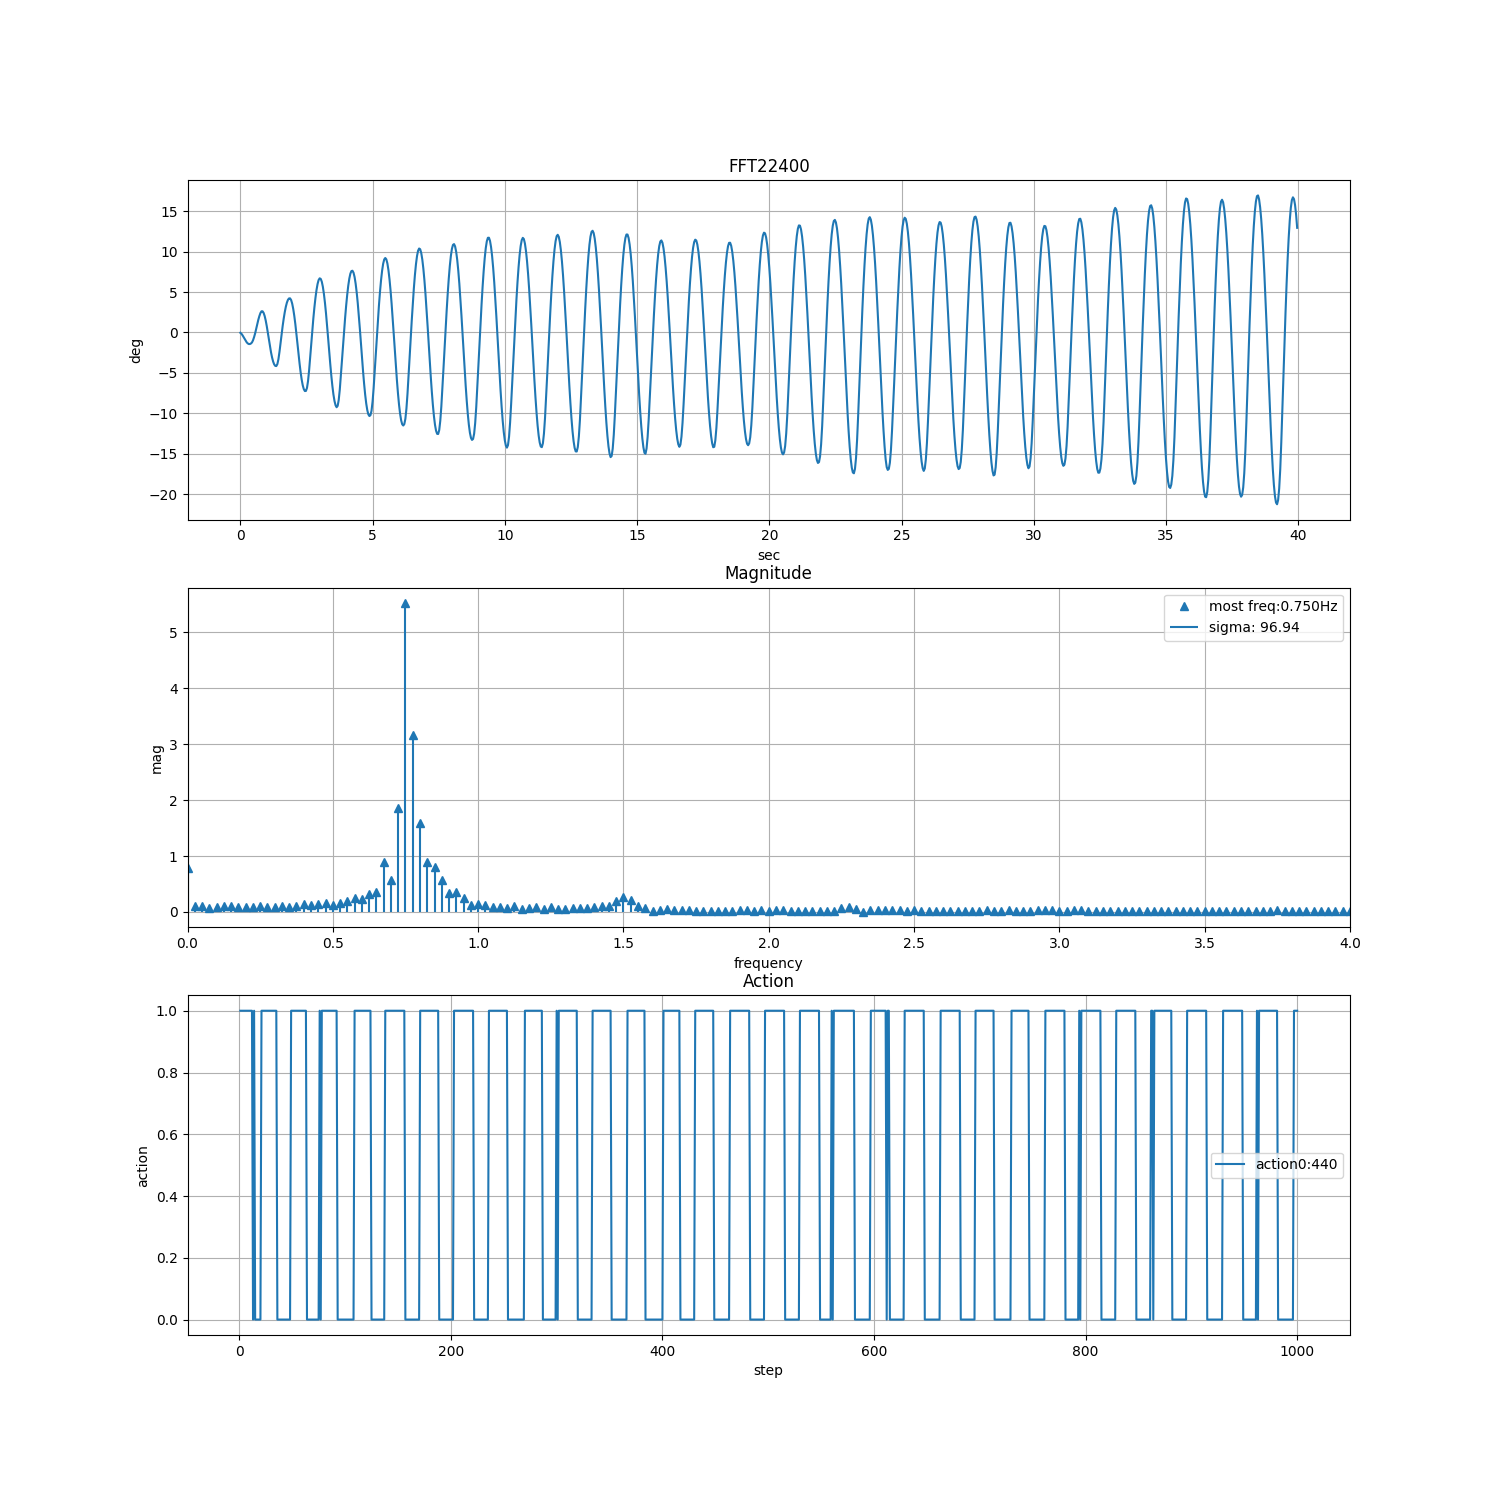 FFT22400
15
10
5
0
−5
−10
−15
−20
deg
0 5 10 15 20 25 30 35 40
sec
Magnitude
most freq:0.750Hz
sigma: 96.94
5
4
3
2
1
0
mag
0.0 0.5 1.0 1.5 2.0 2.5 3.0 3.5 4.0
frequency
Action
1.0
0.8
0.6
0.4
0.2
0.0
action
action0:440
0 200 400 600 800 1000
step